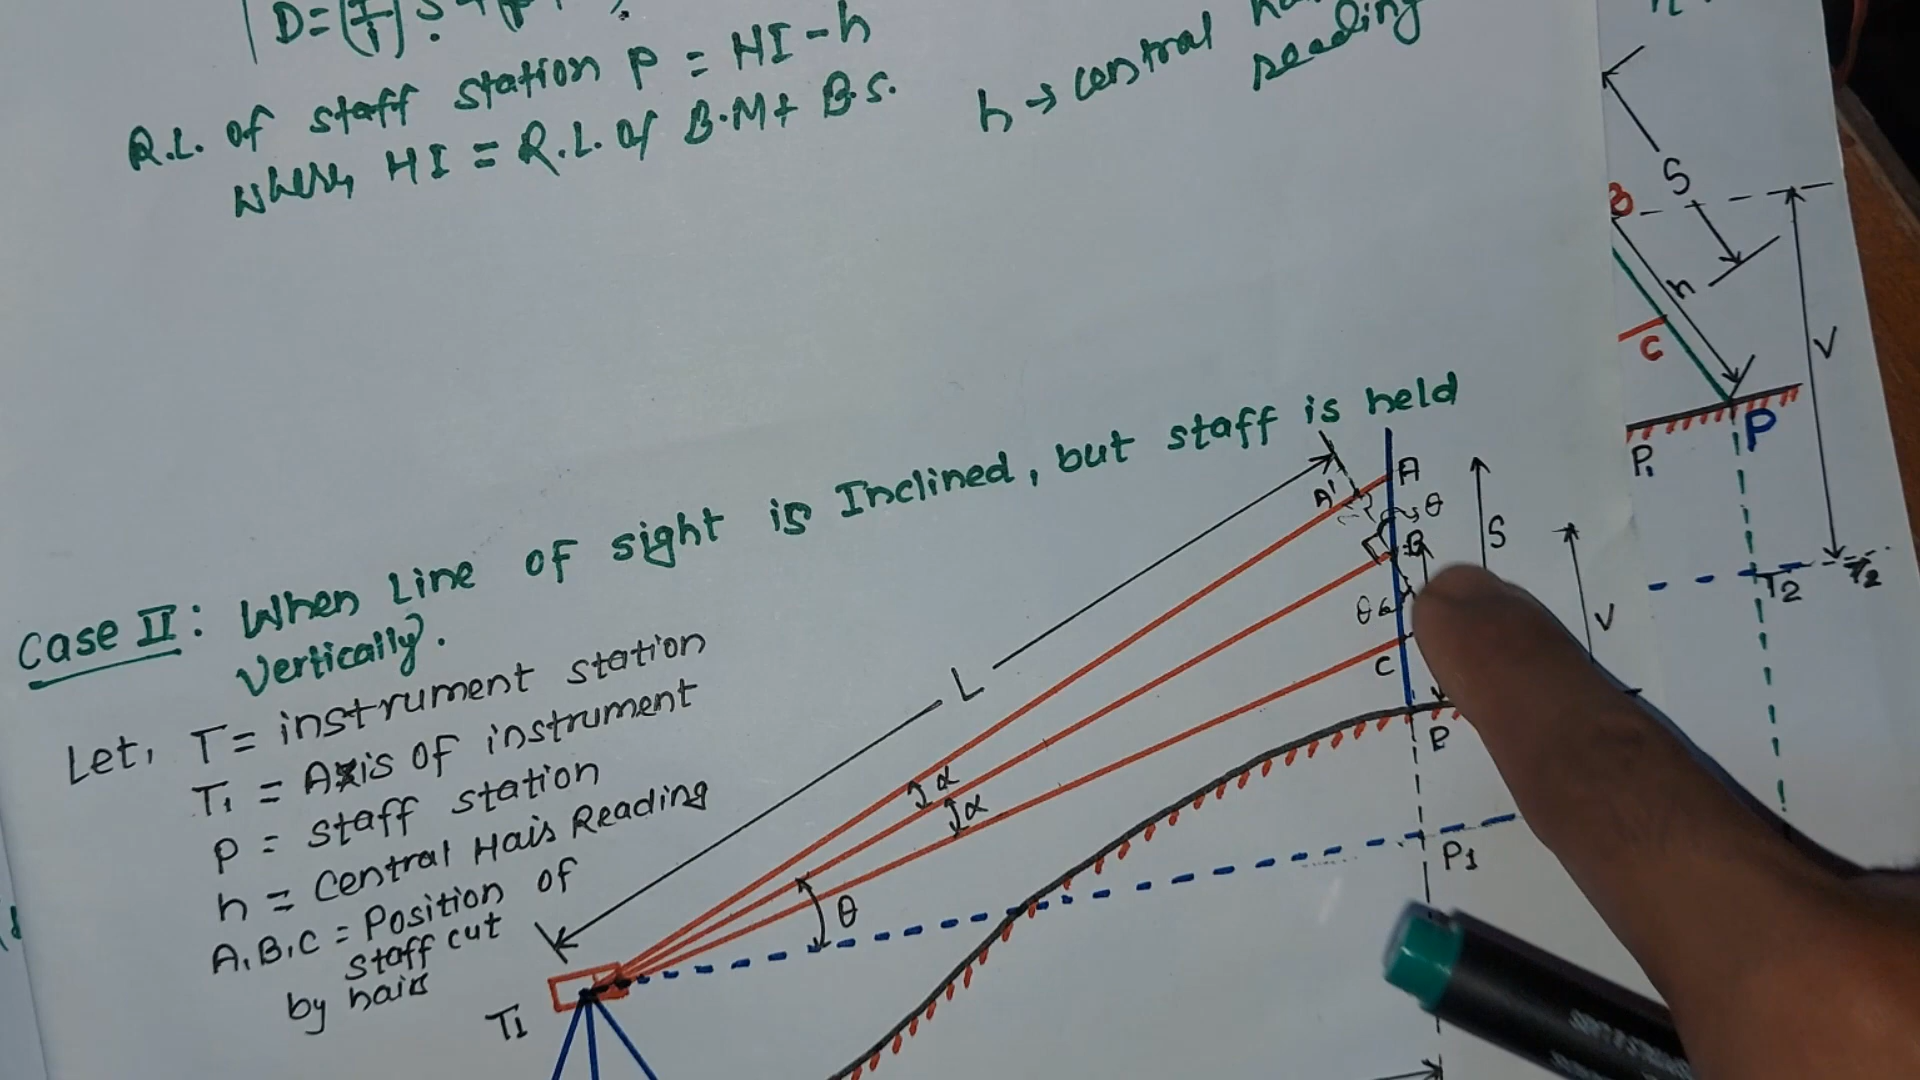 R.L. of staff station P = HI - h
where, HI = R.L. of B.M + B.S.
h → central
reading
Case II : When Line of sight is Inclined, but staff is held
Vertically.
Let, T = instrument station
T1 = Axis of instrument
P = staff station
h = Central Hair Reading
A, B, C = Position of
staff cut
by hairs
L
A'
A
θ
B
θ
C
S
V
P
P1
α
α
θ
T1
S
B
h
C
V
P1
P
T2
T2